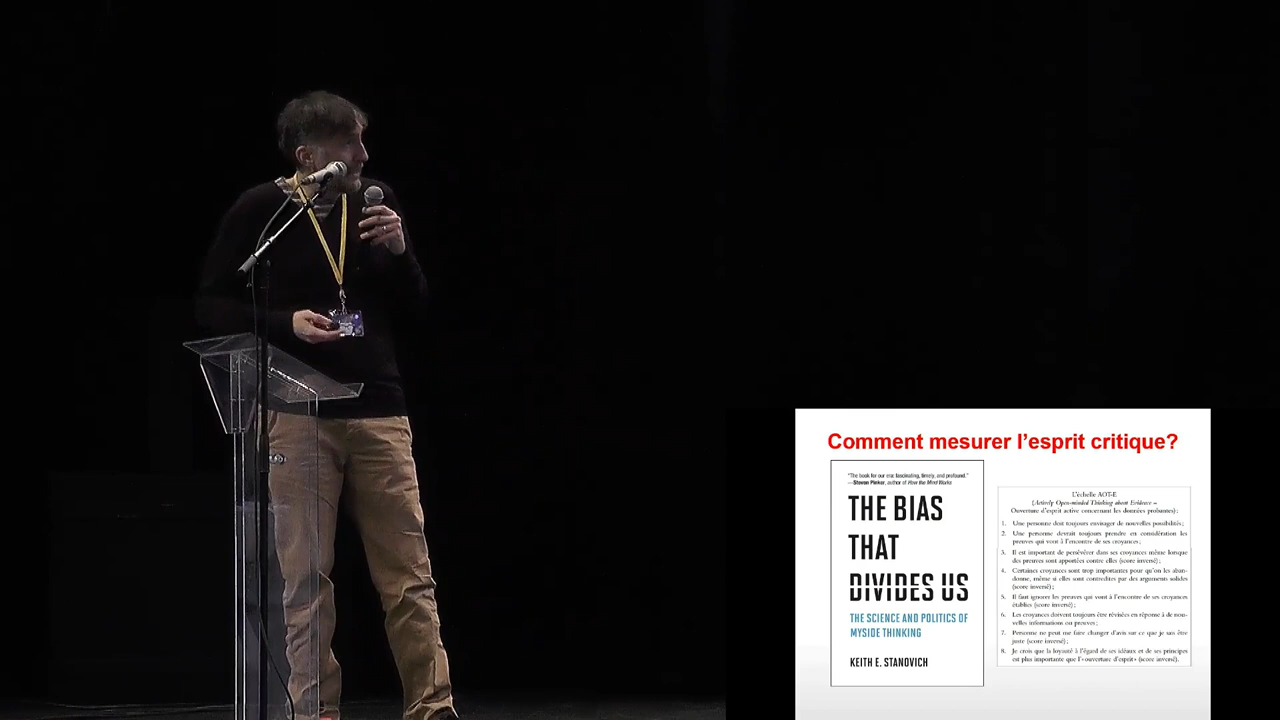 Comment mesurer l'esprit critique?
"The book for our era: fascinating, timely, and profound."
—Steven Pinker, author of How the Mind Works
THE BIAS
THAT
DIVIDES US
THE SCIENCE AND POLITICS OF
MYSIDE THINKING
KEITH E. STANOVICH
L'échelle AOT-E
(Actively Open-minded Thinking about Evidence –
Ouverture d'esprit active concernant les données probantes) :
1. Une personne doit toujours envisager de nouvelles possibilités ;
2. Une personne devrait toujours prendre en considération les
preuves qui vont à l'encontre de ses croyances ;
3. Il est important de persévérer dans ses croyances même lorsque
des preuves sont apportées contre elles (score inversé) ;
4. Certaines croyances sont trop importantes pour qu'on les aban-
donne, même si elles sont contredites par des arguments solides
(score inversé) ;
5. Il faut ignorer les preuves qui vont à l'encontre de ses croyances
établies (score inversé) ;
6. Les croyances doivent toujours être révisées en réponse à de nou-
velles informations ou preuves ;
7. Personne ne peut me faire changer d'avis sur ce que je sais être
juste (score inversé) ;
8. Je crois que la loyauté à l'égard de ses idéaux et de ses principes
est plus importante que l'« ouverture d'esprit » (score inversé).